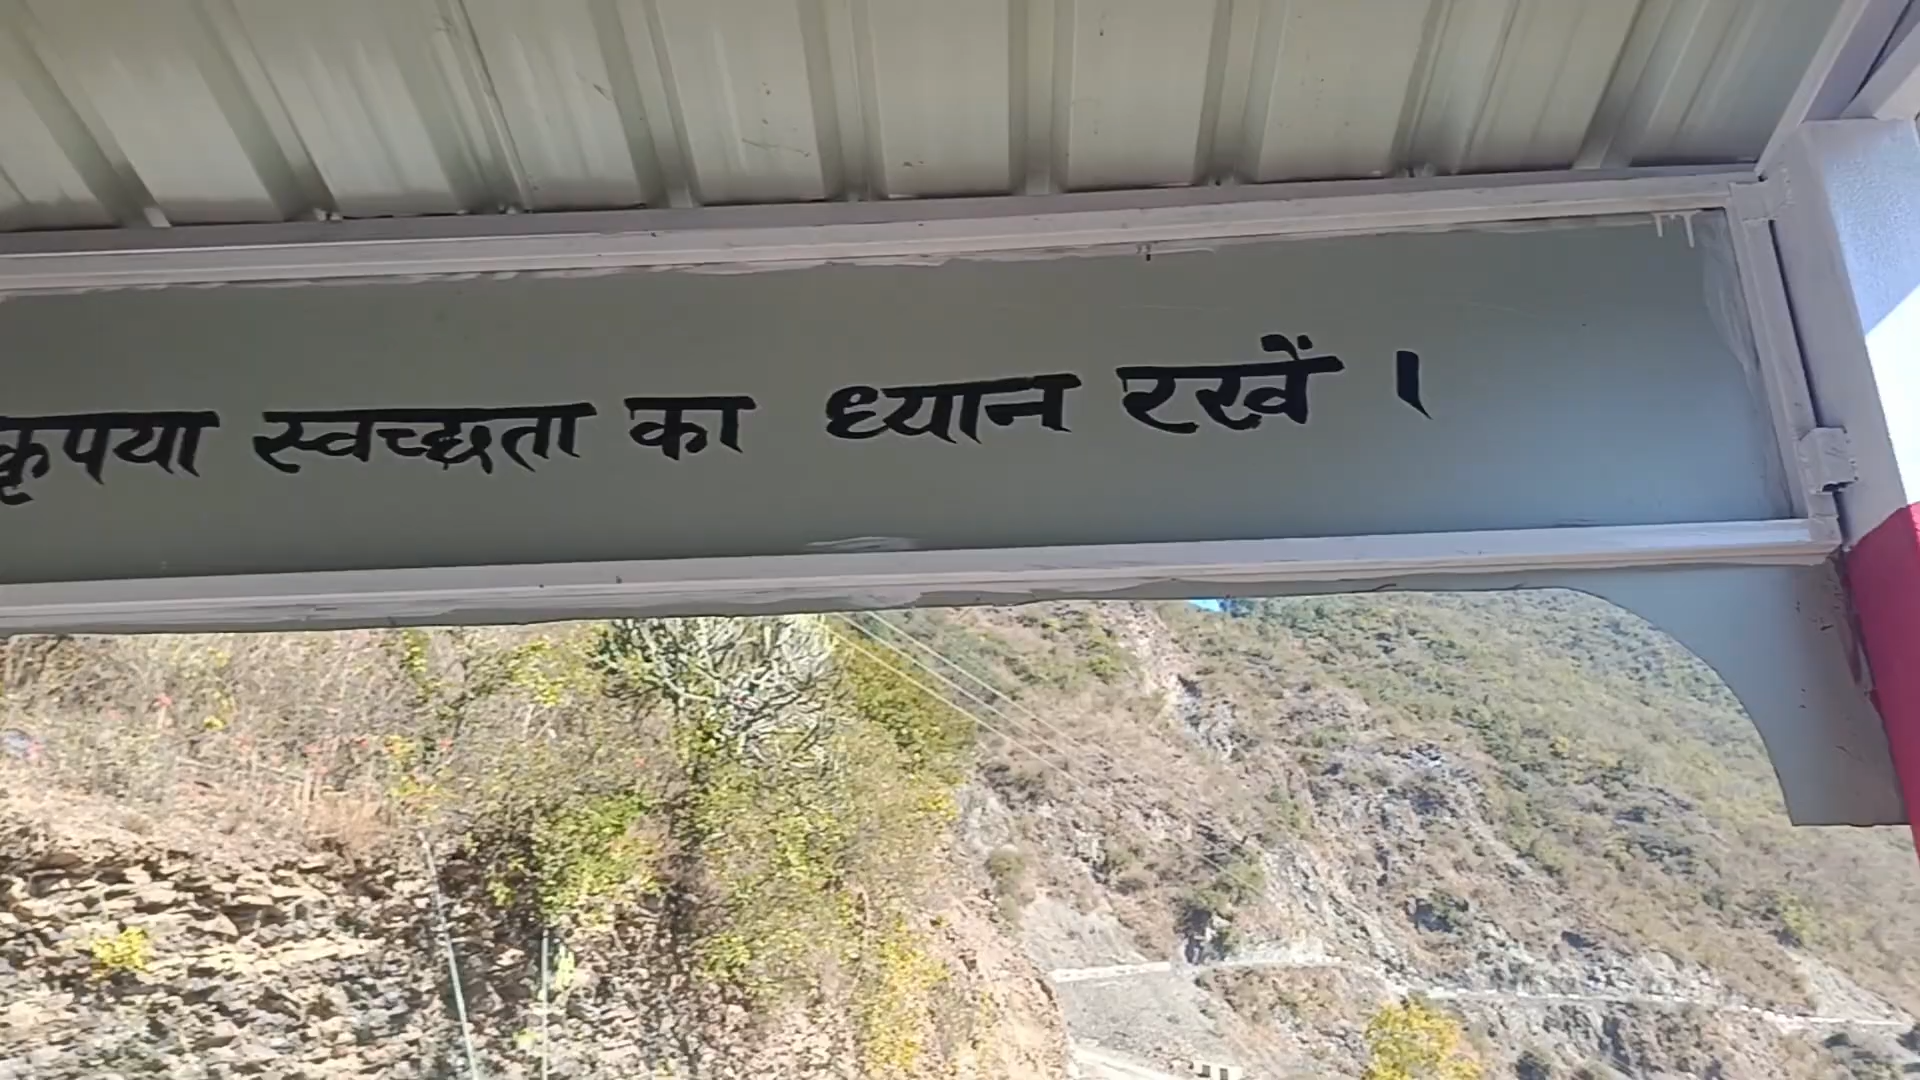 कृपया स्वच्छता का ध्यान रखें ।